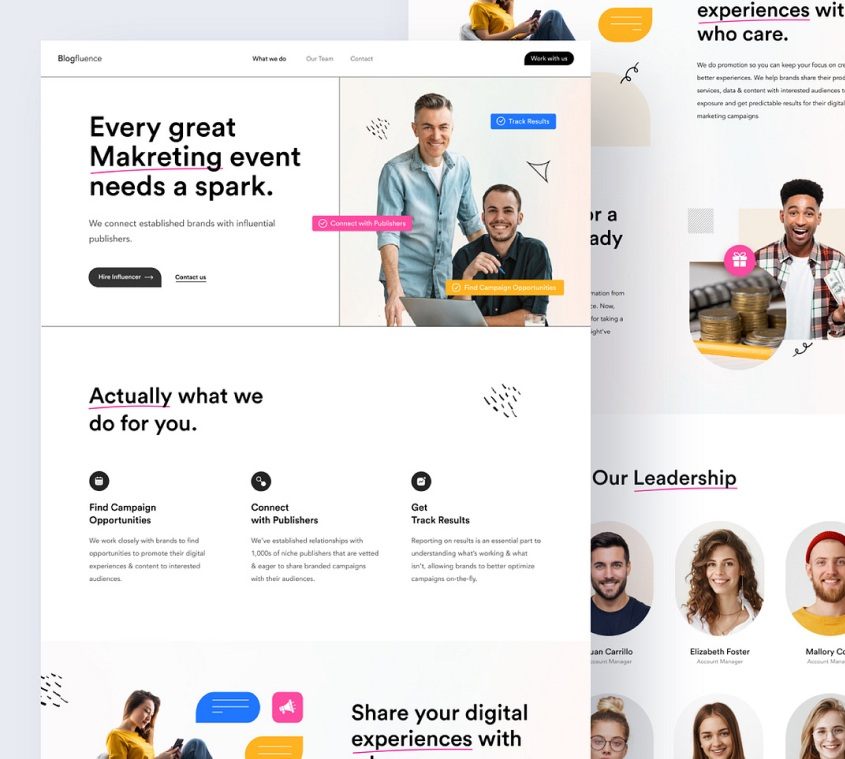 Blogfluence
What we do
Our Team
Contact
Work with us
Every great
Makreting event
needs a spark.
We connect established brands with influential
publishers.
Hire Influencer
Contact us
Track Results
Connect with Publishers
Find Campaign Opportunities
Actually what we
do for you.
Find Campaign
Opportunities
We work closely with brands to find
opportunities to promote their digital
experiences & content to interested
audiences.
Connect
with Publishers
We've established relationships with
1,000s of niche publishers that are vetted
& eager to share branded campaigns
with their audiences.
Get
Track Results
Reporting on results is an essential part to
understanding what's working & what
isn't, allowing brands to better optimize
campaigns on-the-fly.
Share your digital
experiences with
experiences wit
who care.
We do promotion so you can keep your focus on cre
better experiences. We help brands share their prod
services, data & content with interested audiences to
exposure and get predictable results for their digital
marketing campaigns
or a
ady
mation from
ce. Now,
for taking a
ight've
Our Leadership
uan Carrillo
ccount Manager
Elizabeth Foster
Account Manager
Mallory Co
Account Mana